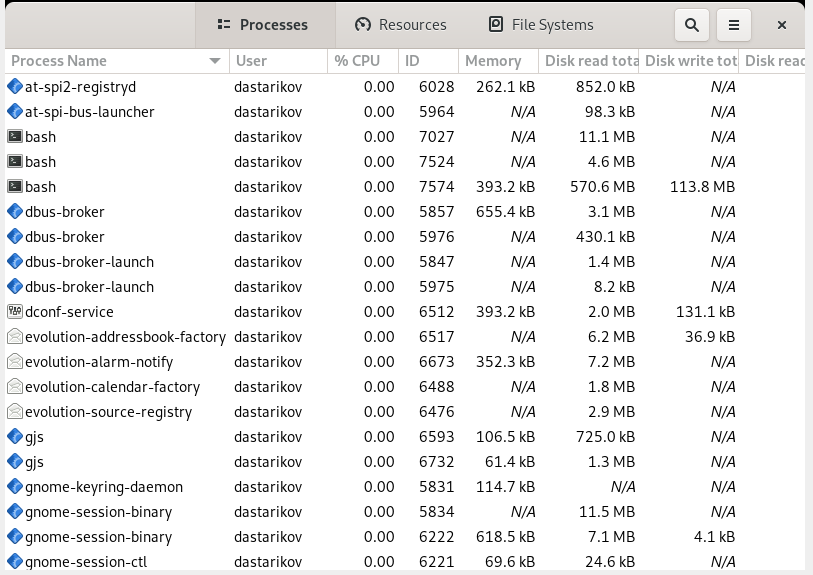 Processes Resources File Systems
Process Name User % CPU ID Memory Disk read tota Disk write tot Disk read
at-spi2-registryd dastarikov 0.00 6028 262.1 kB 852.0 kB N/A
at-spi-bus-launcher dastarikov 0.00 5964 N/A 98.3 kB N/A
bash dastarikov 0.00 7027 N/A 11.1 MB N/A
bash dastarikov 0.00 7524 N/A 4.6 MB N/A
bash dastarikov 0.00 7574 393.2 kB 570.6 MB 113.8 MB
dbus-broker dastarikov 0.00 5857 655.4 kB 3.1 MB N/A
dbus-broker dastarikov 0.00 5976 N/A 430.1 kB N/A
dbus-broker-launch dastarikov 0.00 5847 N/A 1.4 MB N/A
dbus-broker-launch dastarikov 0.00 5975 N/A 8.2 kB N/A
dconf-service dastarikov 0.00 6512 393.2 kB 2.0 MB 131.1 kB
evolution-addressbook-factory dastarikov 0.00 6517 N/A 6.2 MB 36.9 kB
evolution-alarm-notify dastarikov 0.00 6673 352.3 kB 7.2 MB N/A
evolution-calendar-factory dastarikov 0.00 6488 N/A 1.8 MB N/A
evolution-source-registry dastarikov 0.00 6476 N/A 2.9 MB N/A
gjs dastarikov 0.00 6593 106.5 kB 725.0 kB N/A
gjs dastarikov 0.00 6732 61.4 kB 1.3 MB N/A
gnome-keyring-daemon dastarikov 0.00 5831 114.7 kB N/A N/A
gnome-session-binary dastarikov 0.00 5834 N/A 11.5 MB N/A
gnome-session-binary dastarikov 0.00 6222 618.5 kB 7.1 MB 4.1 kB
gnome-session-ctl dastarikov 0.00 6221 69.6 kB 24.6 kB N/A